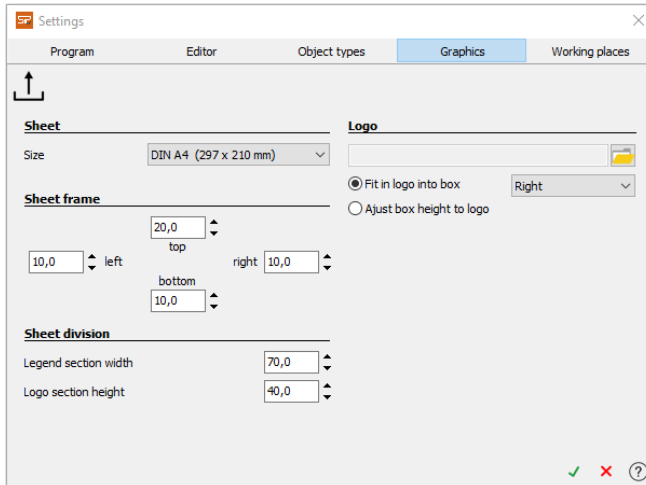 SP Settings
Program Editor Object types Graphics Working places
Sheet
Size DIN A4 (297 x 210 mm)
Sheet frame
20,0
top
10,0 left right 10,0
bottom
10,0
Sheet division
Legend section width 70,0
Logo section height 40,0
Logo
Fit in logo into box Right
Ajust box height to logo
?